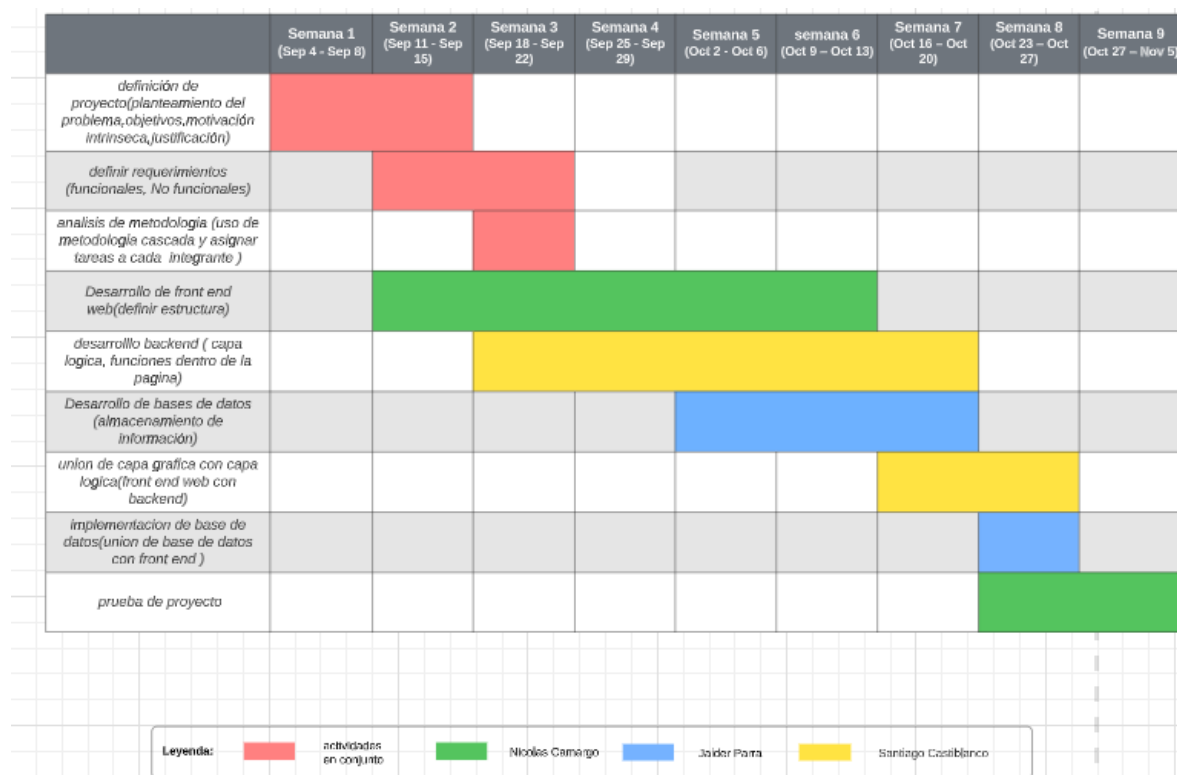 Semana 1
(Sep 4 - Sep 8)
Semana 2
(Sep 11 - Sep
15)
Semana 3
(Sep 18 - Sep
22)
Semana 4
(Sep 25 - Sep
29)
Semana 5
(Oct 2 - Oct 6)
semana 6
(Oct 9 – Oct 13)
Semana 7
(Oct 16 – Oct
20)
Semana 8
(Oct 23 – Oct
27)
Semana 9
(Oct 27 – Nov 5)
definición de
proyecto(planteamiento del
problema,objetivos,motivación
intrinseca,justificación)
definir requerimientos
(funcionales, No funcionales)
analisis de metodologia (uso de
metodologia cascada y asignar
tareas a cada integrante )
Desarrollo de front end
web(definir estructura)
desarrolllo backend ( capa
logica, funciones dentro de la
pagina)
Desarrollo de bases de datos
(almacenamiento de
información)
union de capa grafica con capa
logica(front end web con
backend)
implementacion de base de
datos(union de base de datos
con front end )
prueba de proyecto
Leyenda:
actividades
en conjunto
Nicolas Camargo
Jaider Parra
Santiago Castiblanco